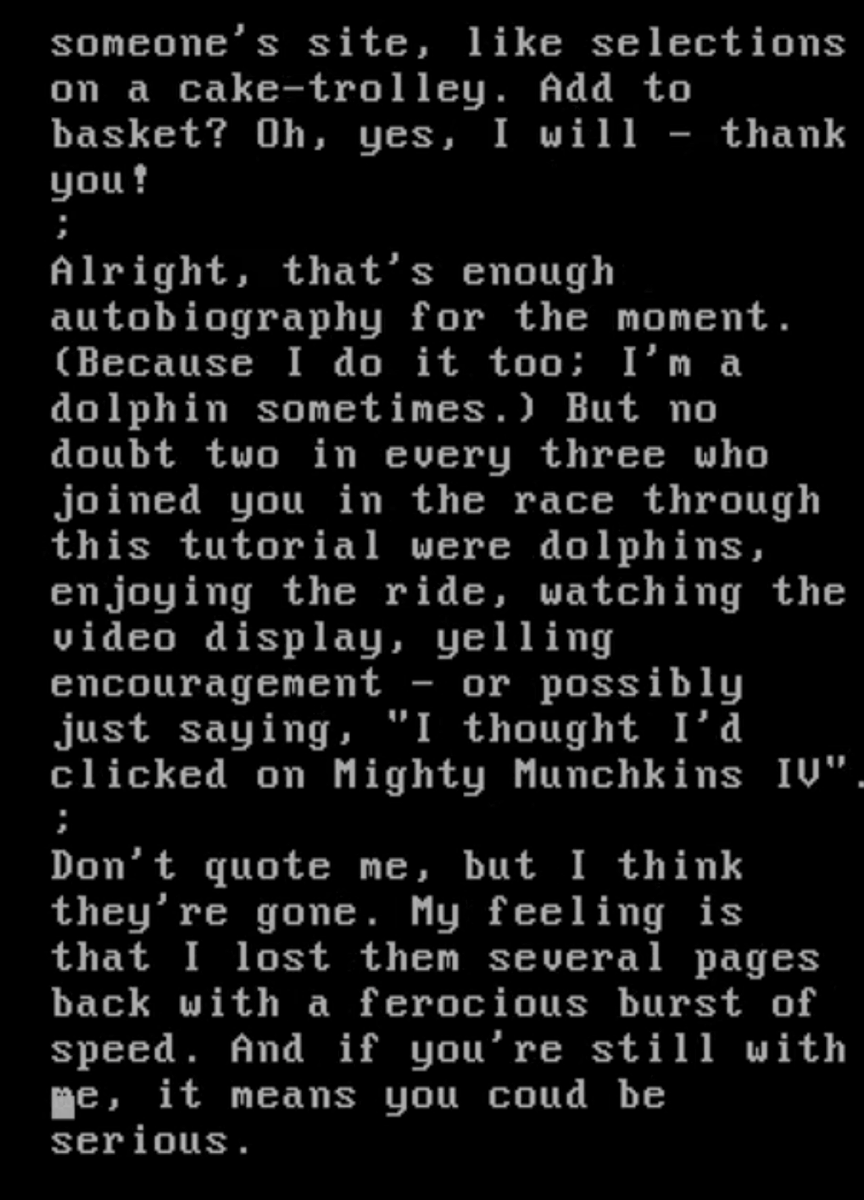 someone's site, like selections
on a cake-trolley. Add to
basket? Oh, yes, I will - thank
you!
;
Alright, that's enough
autobiography for the moment.
(Because I do it too; I'm a
dolphin sometimes.) But no
doubt two in every three who
joined you in the race through
this tutorial were dolphins,
enjoying the ride, watching the
video display, yelling
encouragement - or possibly
just saying, "I thought I'd
clicked on Mighty Munchkins IV".
;
Don't quote me, but I think
they're gone. My feeling is
that I lost them several pages
back with a ferocious burst of
speed. And if you're still with
me, it means you coud be
serious.